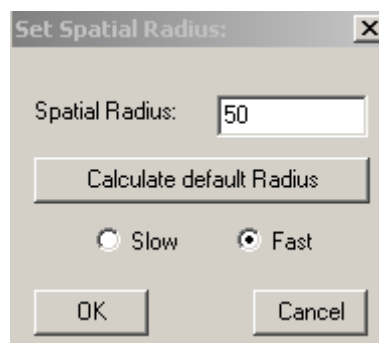 Set Spatial Radius:
Spatial Radius: 50
Calculate default Radius
Slow Fast
OK Cancel